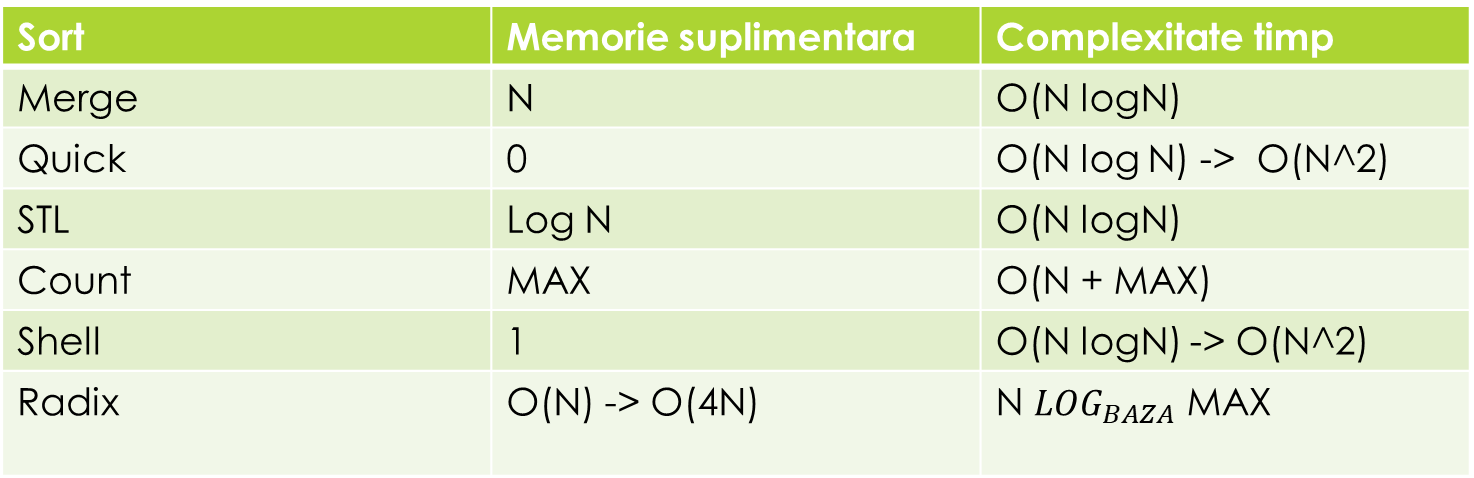 Sort Memorie suplimentara Complexitate timp
Merge N O(N logN)
Quick 0 O(N log N) -> O(N^2)
STL Log N O(N logN)
Count MAX O(N + MAX)
Shell 1 O(N logN) -> O(N^2)
Radix O(N) -> O(4N) N LOG_BAZA MAX